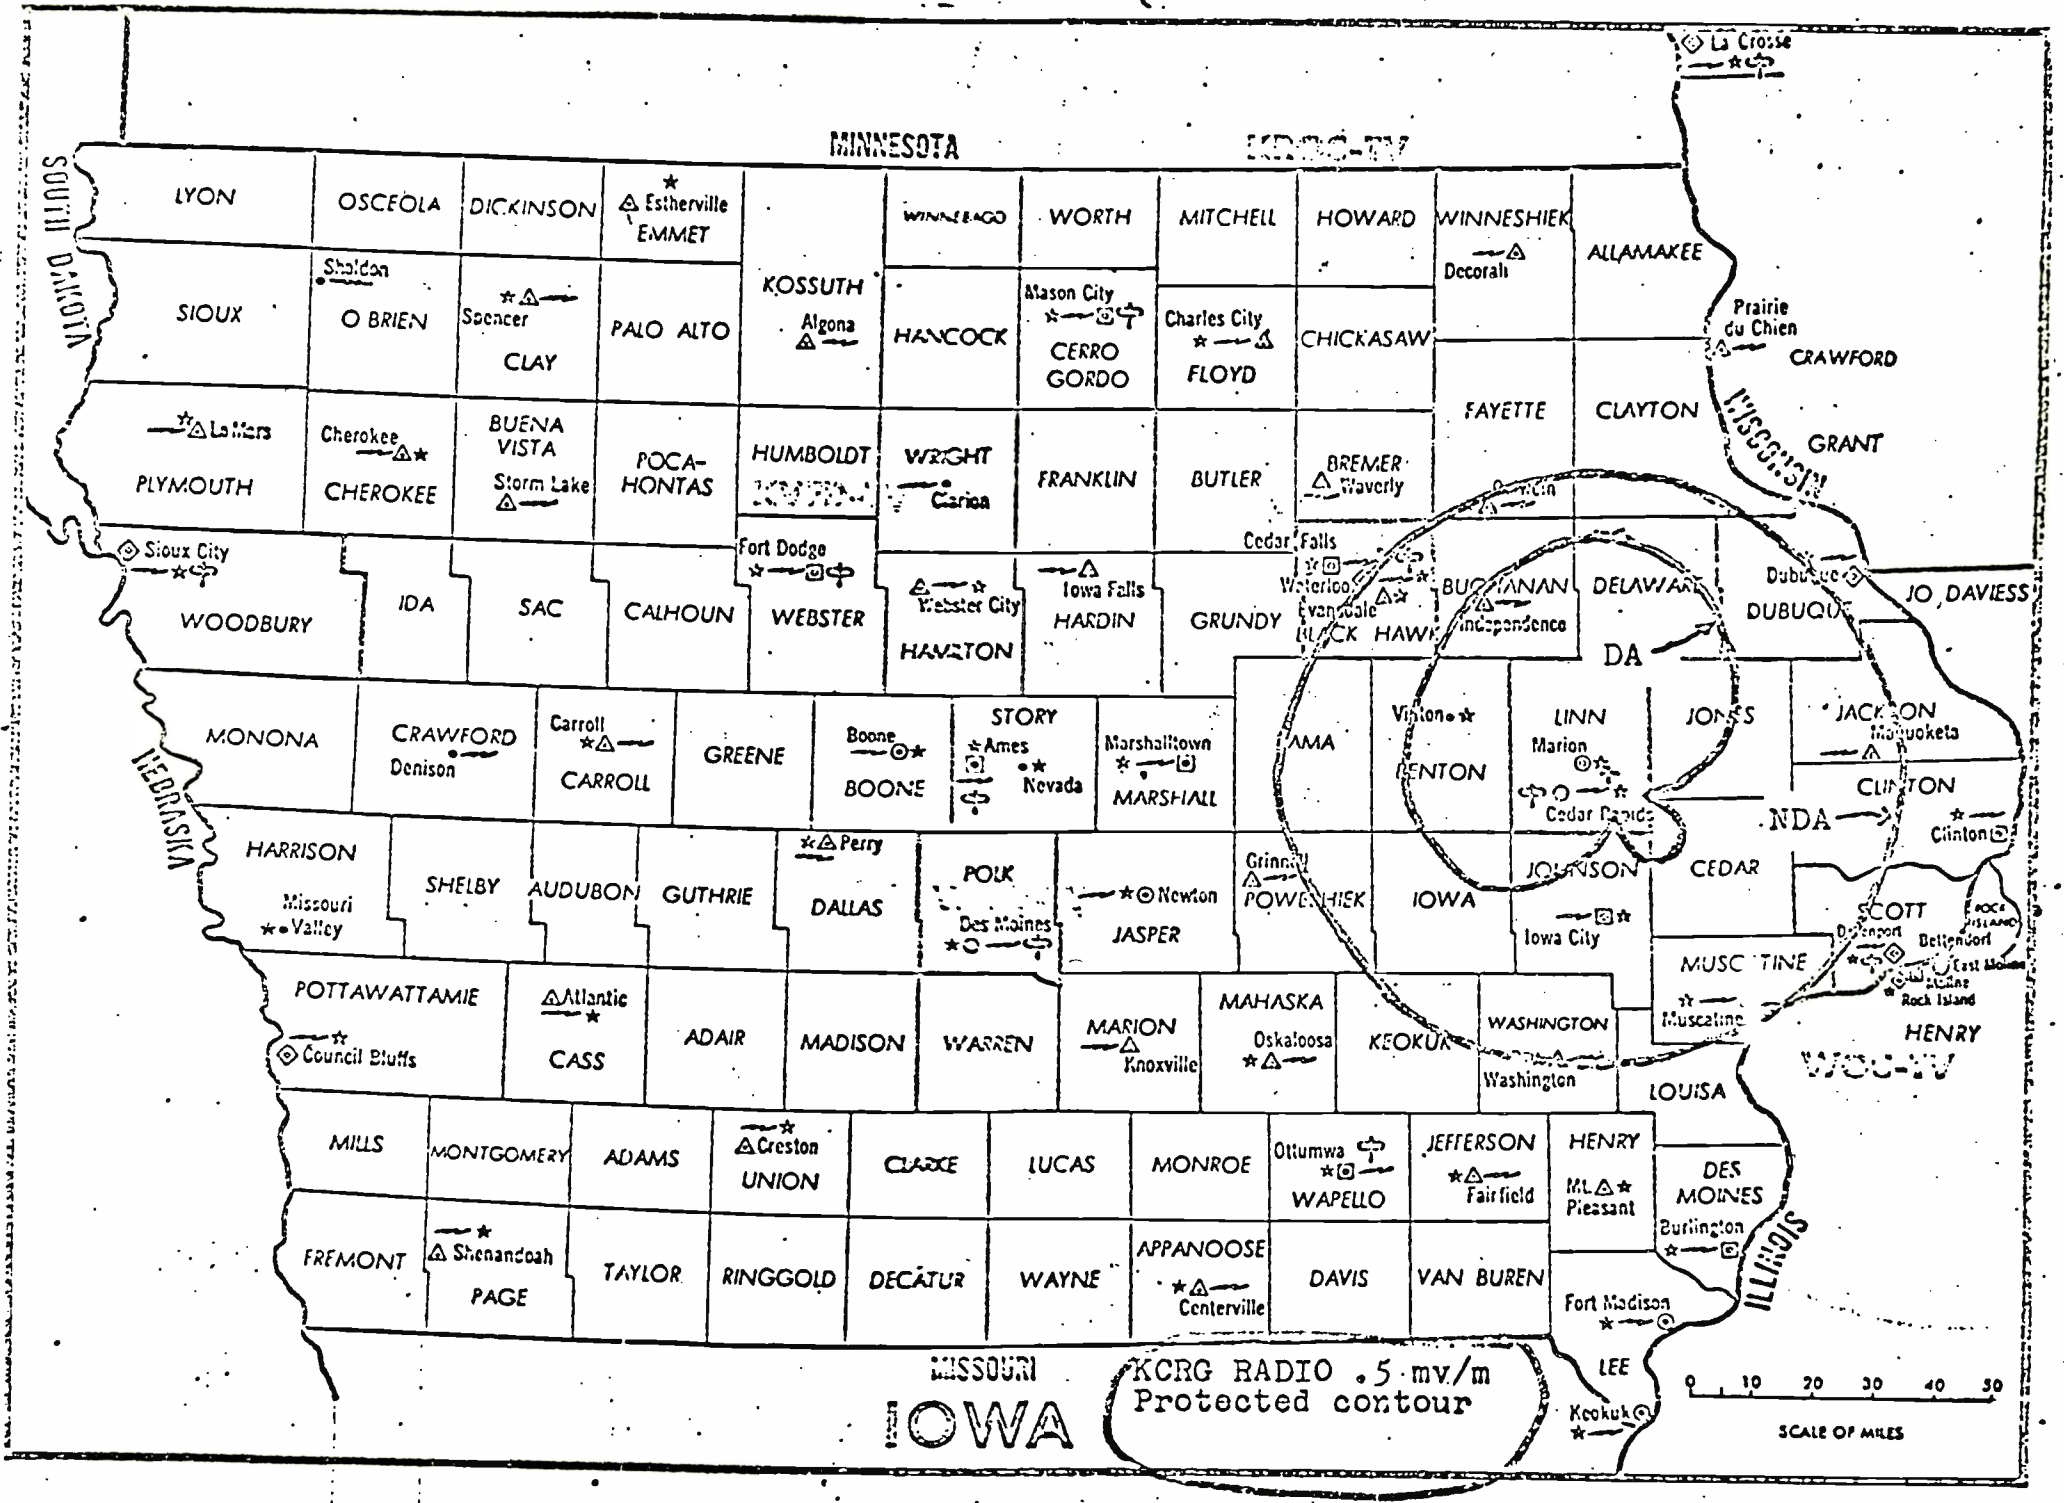 La Crosse
MINNESOTA
SOUTH DAKOTA
LYON
OSCEOLA
DICKINSON
Estherville
EMMET
WINNEBAGO
WORTH
MITCHELL
HOWARD
WINNESHIEK
Decorah
ALLAMAKEE
KOSSUTH
Algona
Sheldon
SIOUX
O BRIEN
Spencer
CLAY
PALO ALTO
HANCOCK
Mason City
CERRO
GORDO
Charles City
FLOYD
CHICKASAW
Prairie
du Chien
CRAWFORD
FAYETTE
CLAYTON
WISCONSIN
GRANT
LeMars
PLYMOUTH
Cherokee
CHEROKEE
BUENA
VISTA
Storm Lake
POCA-
HONTAS
HUMBOLDT
WRIGHT
Clarion
FRANKLIN
BUTLER
BREMER
Waverly
Sioux City
WOODBURY
IDA
SAC
CALHOUN
Fort Dodge
WEBSTER
Webster City
HAMILTON
Iowa Falls
HARDIN
GRUNDY
Cedar Falls
Waterloo
Evansdale
BLACK HAWK
BUCHANAN
Independence
DELAWARE
DA
Dubuque
DUBUQUE
JO DAVIESS
NEBRASKA
MONONA
CRAWFORD
Denison
Carroll
CARROLL
GREENE
Boone
BOONE
STORY
Ames
Nevada
Marshalltown
MARSHALL
AMA
Vinton
BENTON
LINN
Marion
Cedar Rapids
JONES
JACKSON
Maquoketa
CLINTON
Clinton
NDA
HARRISON
Missouri
Valley
SHELBY
AUDUBON
GUTHRIE
Perry
DALLAS
POLK
Des Moines
Newton
JASPER
Grinnell
POWESHIEK
IOWA
JOHNSON
Iowa City
CEDAR
SCOTT
Davenport
Bettendorf
ROCK
ISLAND
East Moline
Moline
Rock Island
HENRY
POTTAWATTAMIE
Council Bluffs
Atlantic
CASS
ADAIR
MADISON
WARREN
MARION
Knoxville
MAHASKA
Oskaloosa
KEOKUK
WASHINGTON
Washington
MUSCATINE
Muscatine
LOUISA
MILLS
MONTGOMERY
ADAMS
Creston
UNION
CLARKE
LUCAS
MONROE
Ottumwa
WAPELLO
JEFFERSON
Fairfield
HENRY
Mt.
Pleasant
DES
MOINES
Burlington
ILLINOIS
FREMONT
Shenandoah
PAGE
TAYLOR
RINGGOLD
DECATUR
WAYNE
APPANOOSE
Centerville
DAVIS
VAN BUREN
Fort Madison
LEE
Keokuk
MISSOURI
IOWA
KCRG RADIO .5 mv/m
Protected contour
0 10 20 30 40 50
SCALE OF MILES